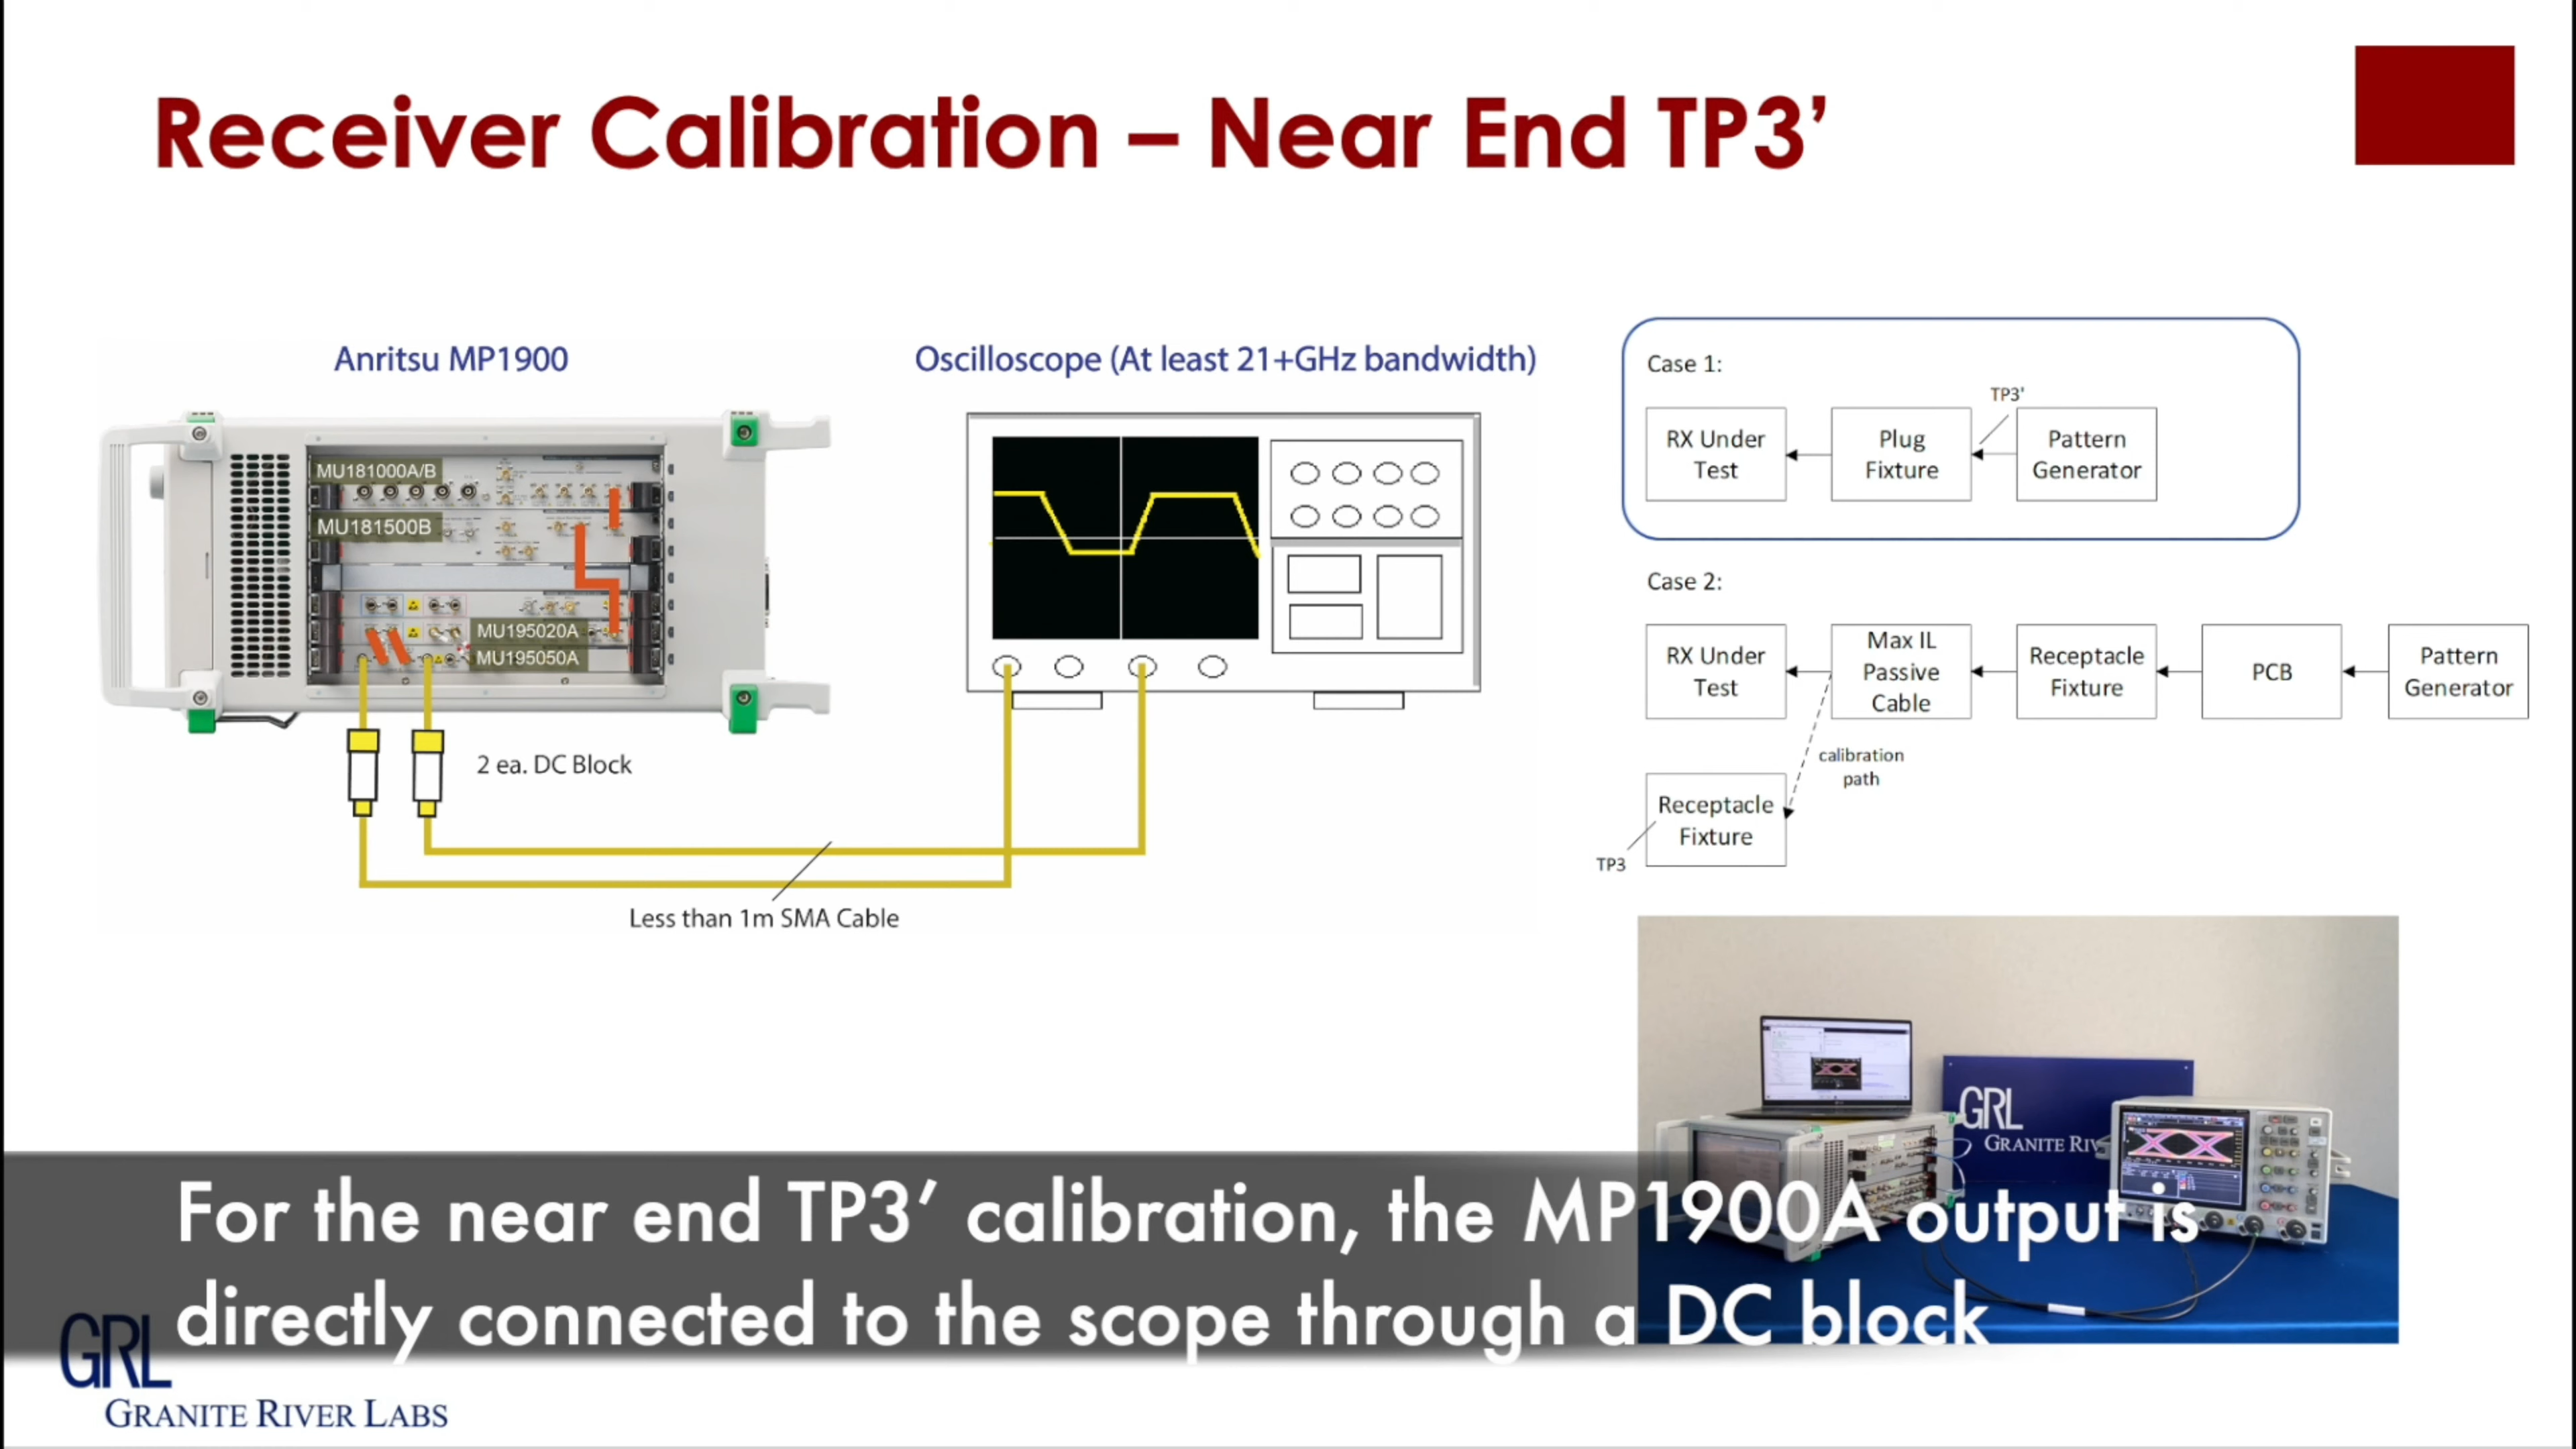 Receiver Calibration – Near End TP3’
Anritsu MP1900
Oscilloscope (At least 21+GHz bandwidth)
MU181000A/B
MU181500B
MU195020A
MU195050A
2 ea. DC Block
Less than 1m SMA Cable
Case 1:
TP3'
RX Under
Test
Plug
Fixture
Pattern
Generator
Case 2:
RX Under
Test
Max IL
Passive
Cable
Receptacle
Fixture
PCB
Pattern
Generator
calibration
path
Receptacle
Fixture
TP3
GRL
GRANITE RIV
For the near end TP3’ calibration, the MP1900A output is
directly connected to the scope through a DC block
GRL
GRANITE RIVER LABS